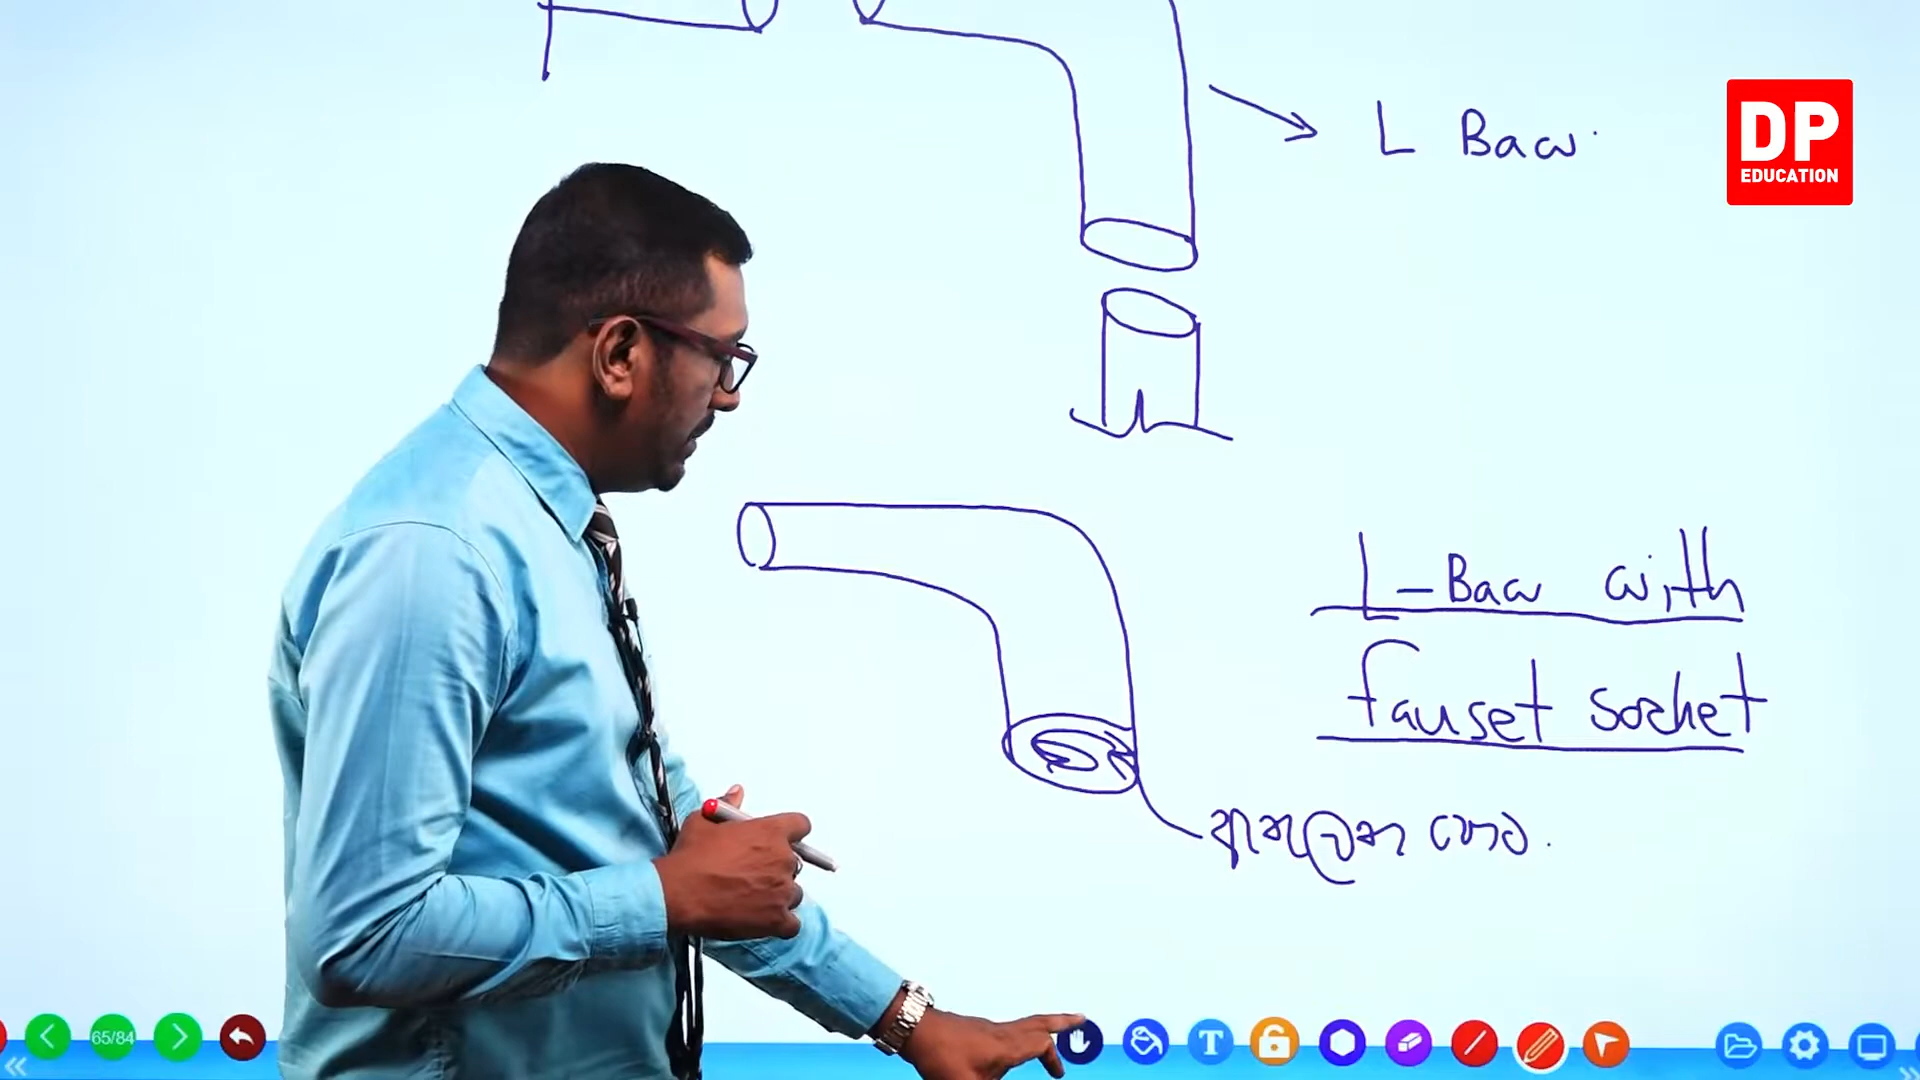 DP
EDUCATION
L Baw
L-Baw with
fauset socket
65/84
T